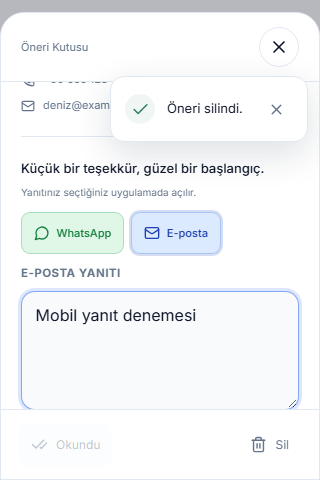 Öneri Kutusu
Öneri silindi.
deniz@exam
Küçük bir teşekkür, güzel bir başlangıç.
Yanıtınız seçtiğiniz uygulamada açılır.
WhatsApp
E-posta
E-POSTA YANITI
Mobil yanıt denemesi
Okundu
Sil